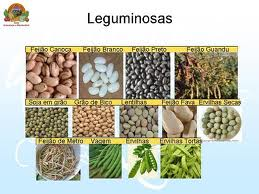 Leguminosas
Feijão Carioca Feijão Branco Feijão Preto Feijão Guandu
Soja em grão Grão de Bico Lentilhas Feijão Fava Ervilhas Secas
Feijão de Metro Vagem Ervilhas Ervilhas Tortas